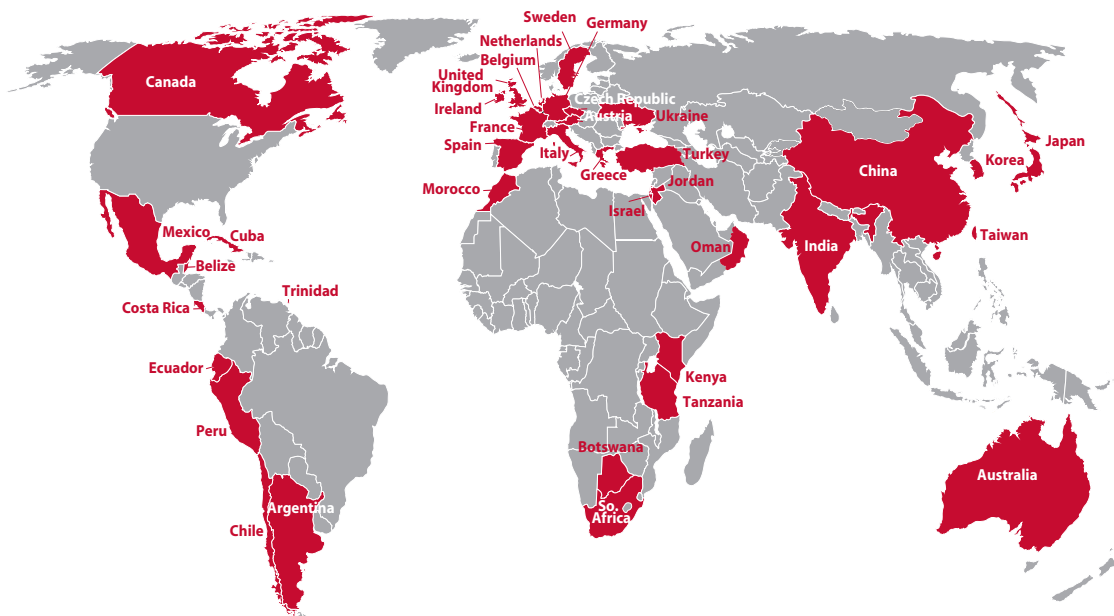 Sweden
Germany
Netherlands
Belgium
Canada
United
Kingdom
Czech Republic
Ireland
Austria
Ukraine
France
Spain
Italy
Turkey
Japan
Greece
Korea
China
Morocco
Jordan
Israel
Mexico
Cuba
Taiwan
Oman
India
Belize
Trinidad
Costa Rica
Ecuador
Kenya
Tanzania
Peru
Botswana
Australia
So.
Africa
Argentina
Chile